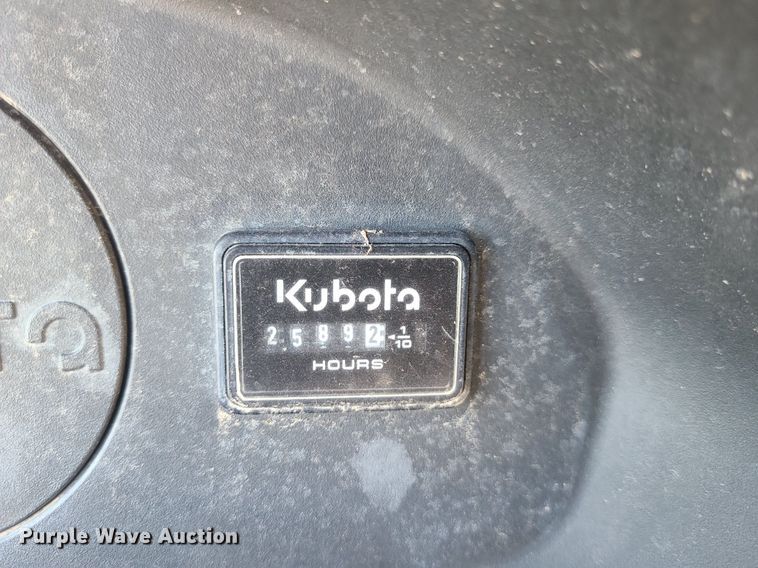 Kubota
2 5 8 9 2 ◄ 1/10
HOURS
Purple Wave Auction